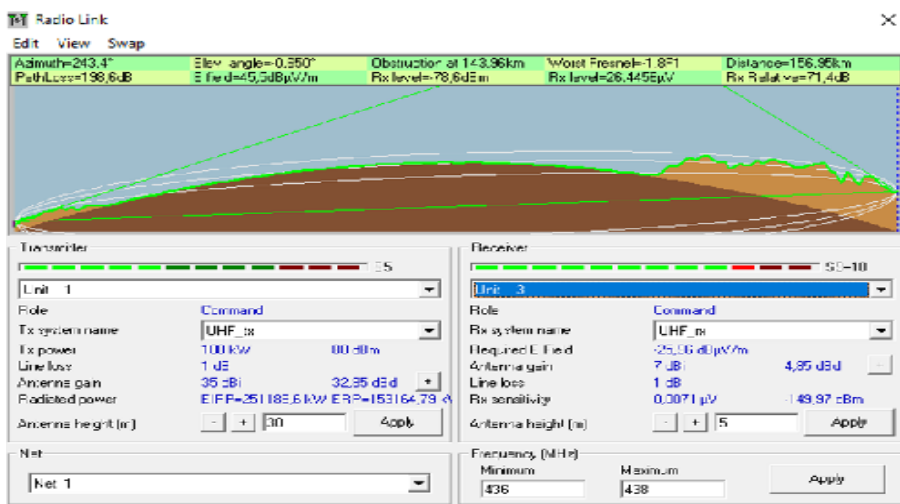 Radio Link
Edit View Swap
Azimuth=243,4° Elev. angle=-0,850° Obstruction at 143,96km Worst Fresnel=-1,8F1 Distance=156,95km
PathLoss=198,6dB E field=45,5dBµV/m Rx level=-78,6dBm Rx level=26,4458µV Rx Relative=71,4dB
Transmitter
S5
Unit 1
Role Command
Tx system name UHF_tx
Tx power 100 kW 80 dBm
Line loss 1 dB
Antenna gain 35 dBi 32,85 dBd +
Radiated power EIRP=251188,6 kW ERP=153164,79
Antenna height (m) - + 30 Apply
Net
Net 1
Receiver
S9+10
Unit 3
Role Command
Rx system name UHF_rx
Required E Field -25,96 dBµV/m
Antenna gain 7 dBi 4,85 dBd
Line loss 1 dB
Rx sensitivity 0,0071 µV -149,97 dBm
Antenna height (m) - + 5 Apply
Frequency (MHz)
Minimum Maximum
436 438 Apply